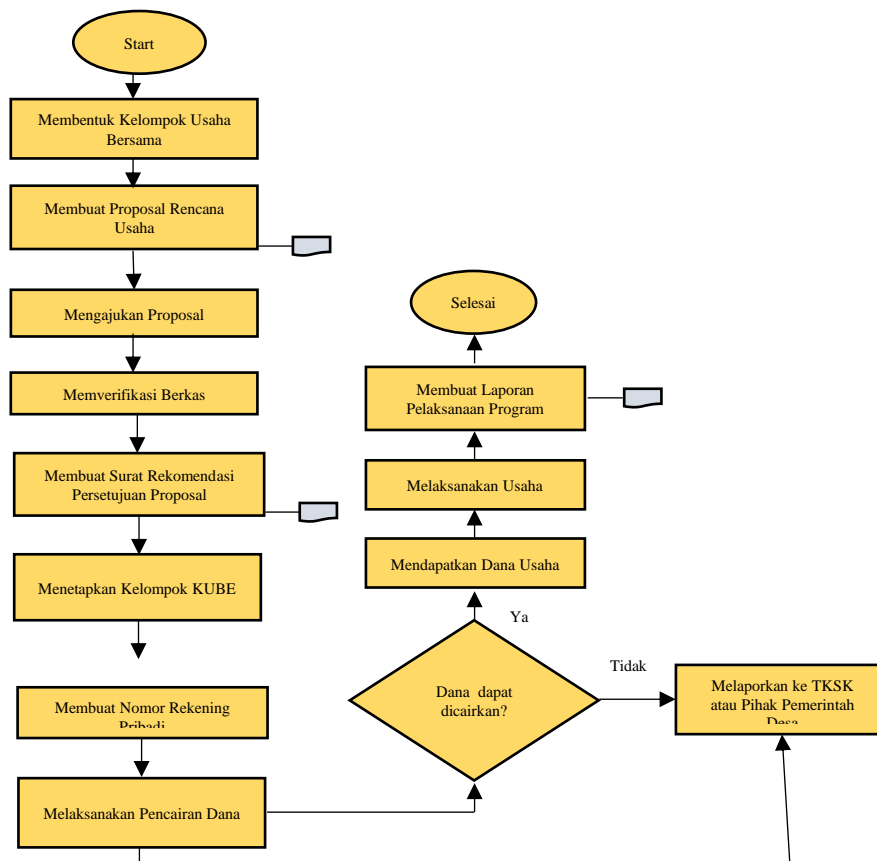 Start
Membentuk Kelompok Usaha
Bersama
Membuat Proposal Rencana
Usaha
Mengajukan Proposal
Memverifikasi Berkas
Membuat Surat Rekomendasi
Persetujuan Proposal
Menetapkan Kelompok KUBE
Membuat Nomor Rekening
Pribadi
Melaksanakan Pencairan Dana
Dana dapat
dicairkan?
Ya
Tidak
Melaporkan ke TKSK
atau Pihak Pemerintah
Desa
Mendapatkan Dana Usaha
Melaksanakan Usaha
Membuat Laporan
Pelaksanaan Program
Selesai